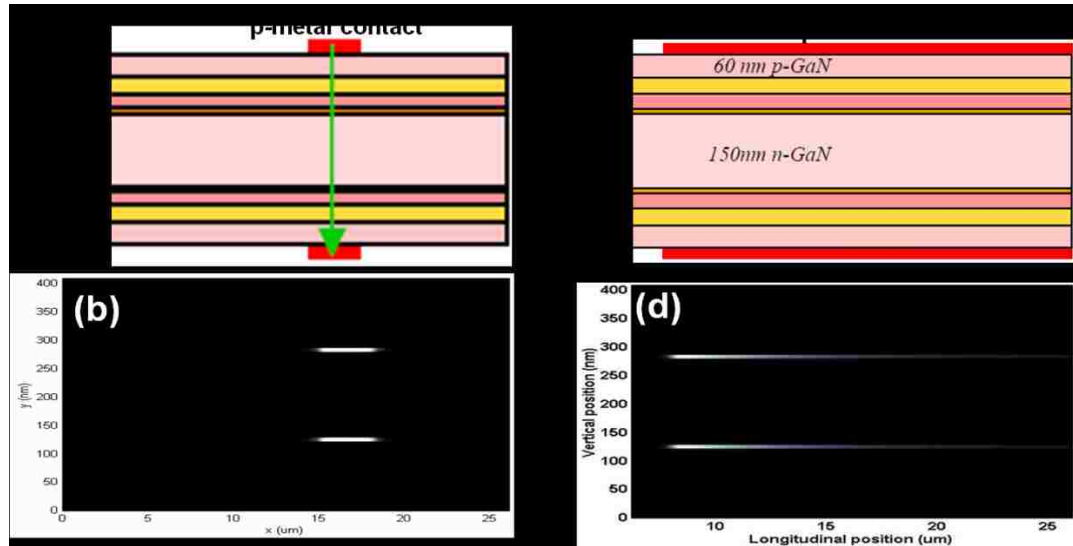 p-metal contact
60 nm p-GaN
150nm n-GaN
(b)
400
350
300
250
200
150
100
50
0
y (nm)
0 5 10 15 20 25
x (um)
(d)
400
350
300
250
200
150
100
50
0
Vertical position (nm)
10 15 20 25
Longitudinal position (um)